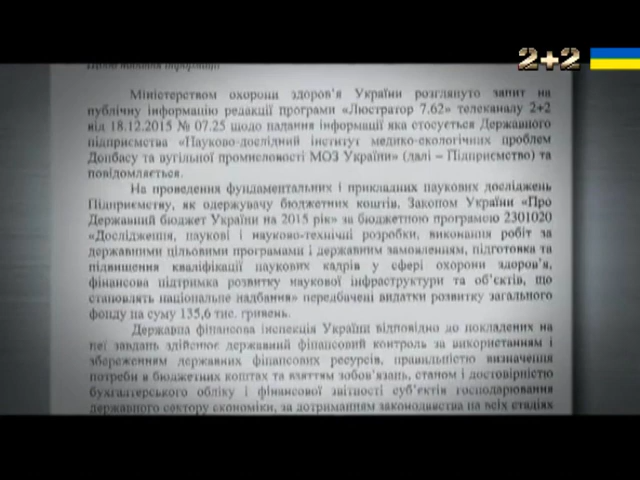 2+2
Щодо надання інформації
Міністерством охорони здоров'я України розглянуто запит на
публічну інформацію редакції програми «Люстратор 7.62» телеканалу 2+2
від 18.12.2015 № 07.25 щодо надання інформації яка стосується Державного
підприємства «Науково-дослідний інститут медико-екологічних проблем
Донбасу та вугільної промисловості МОЗ України» (далі – Підприємство) та
повідомляється.
На проведення фундаментальних і прикладних наукових досліджень
Підприємству, як одержувачу бюджетних коштів, Законом України «Про
Державний бюджет України на 2015 рік» за бюджетною програмою 2301020
«Дослідження, наукові і науково-технічні розробки, виконання робіт за
державними цільовими програмами і державним замовленням, підготовка та
підвищення кваліфікації наукових кадрів у сфері охорони здоров'я,
фінансова підтримка розвитку наукової інфраструктури та об'єктів, що
становлять національне надбання» передбачені видатки розвитку загального
фонду на суму 135,6 тис. гривень.
Державна фінансова інспекція України відповідно до покладених на
неї завдань здійснює державний фінансовий контроль за використанням і
збереженням державних фінансових ресурсів, правильністю визначення
потреби в бюджетних коштах та взяттям зобов'язань, станом і достовірністю
бухгалтерського обліку і фінансової звітності суб'єктів господарювання
державного сектору економіки, за дотриманням законодавства на всіх стадіях